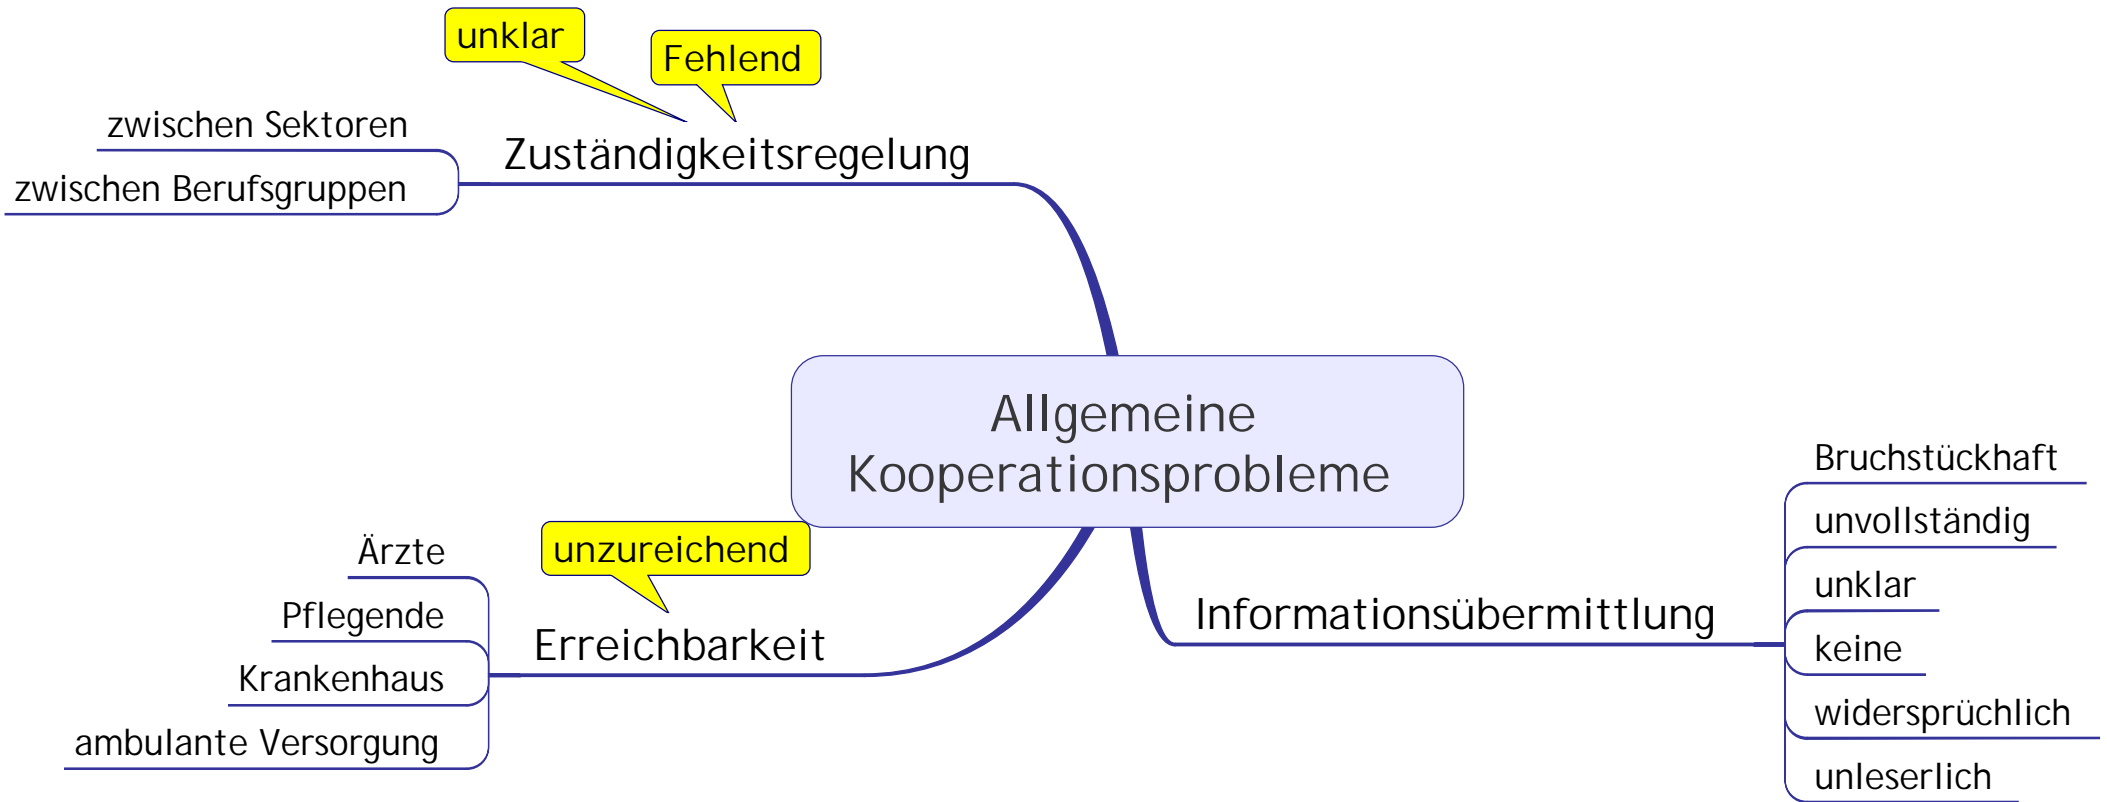 unklar
Fehlend
zwischen Sektoren
zwischen Berufsgruppen
Zuständigkeitsregelung
Allgemeine
Kooperationsprobleme
unzureichend
Erreichbarkeit
Ärzte
Pflegende
Krankenhaus
ambulante Versorgung
Informationsübermittlung
Bruchstückhaft
unvollständig
unklar
keine
widersprüchlich
unleserlich